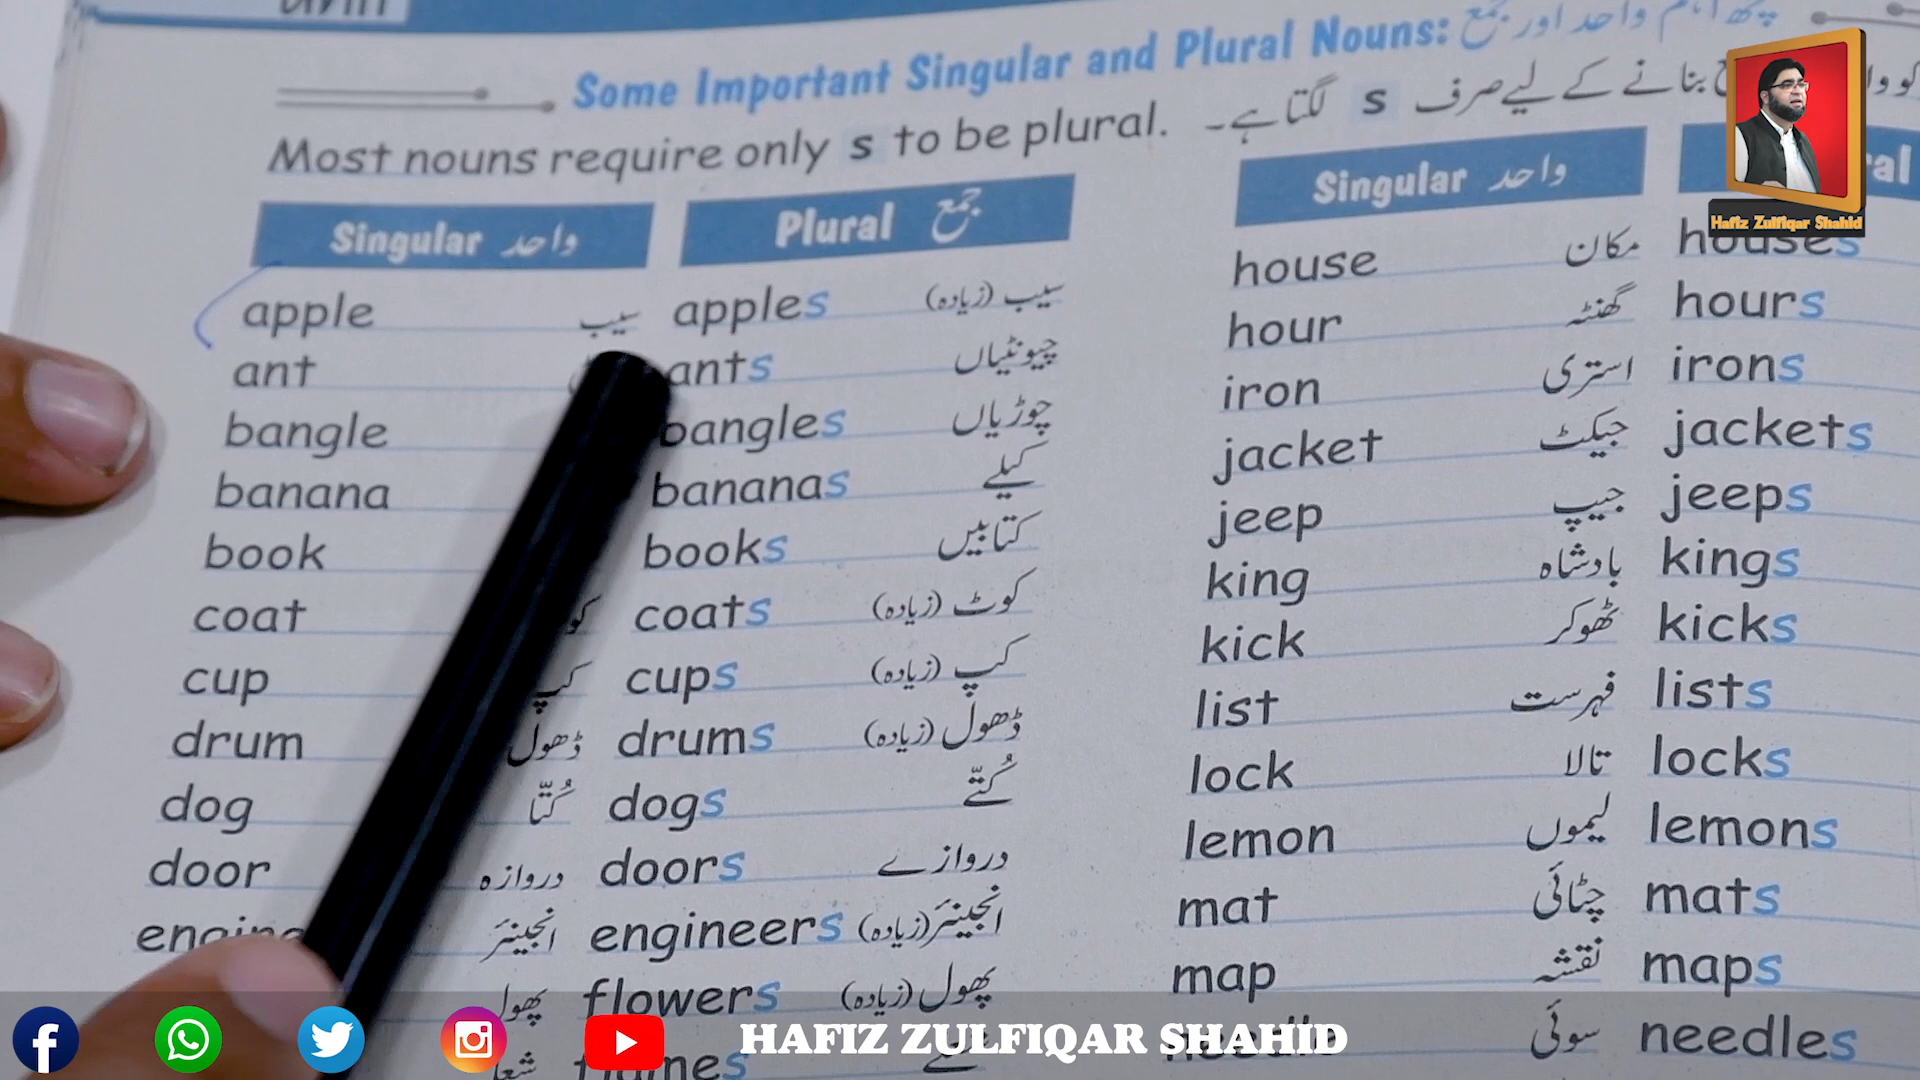 Some Important Singular and Plural Nouns: کچھ اہم واحد اور جمع
Most nouns require only s to be plural. بنانے کے لیے صرف s لگتا ہے۔
Singular واحد Plural جمع
apple سیب apples سیب (زیادہ)
ant ants چیونٹیاں
bangle bangles چوڑیاں
banana bananas کیلے
book books کتابیں
coat coats کوٹ (زیادہ)
cup کپ cups کپ (زیادہ)
drum ڈھول drums ڈھول (زیادہ)
dog کُتّا dogs کُتّے
door دروازہ doors دروازے
انجینئر engineers انجینئر (زیادہ)
پھول flowers پھول (زیادہ)
Singular واحد
house مکان houses
hour گھنٹہ hours
iron استری irons
jacket جیکٹ jackets
jeep جیپ jeeps
king بادشاہ kings
kick ٹھوکر kicks
list فہرست lists
lock تالا locks
lemon لیموں lemons
mat چٹائی mats
map نقشہ maps
needle سوئی needles
Hafiz Zulfiqar Shahid
HAFIZ ZULFIQAR SHAHID